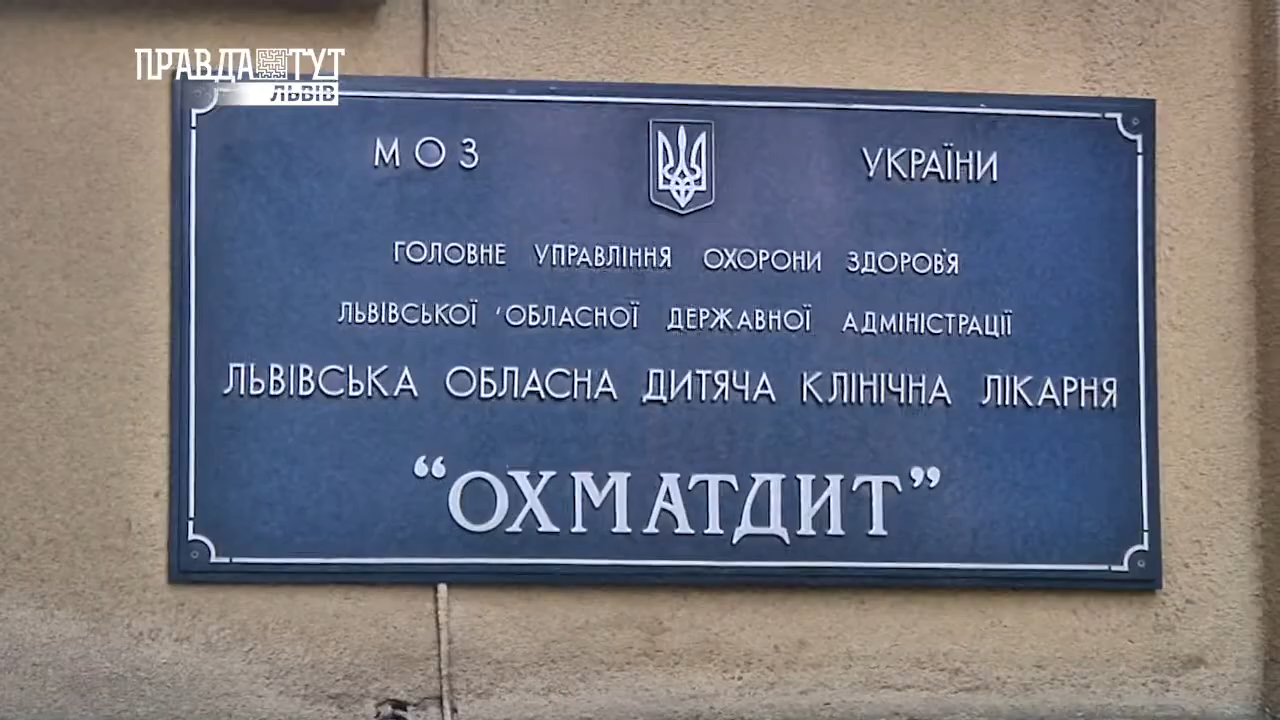 ПРАВДА ТУТ
ЛЬВІВ
МОЗ УКРАЇНИ
ГОЛОВНЕ УПРАВЛІННЯ ОХОРОНИ ЗДОРОВ'Я
ЛЬВІВСЬКОЇ 'ОБЛАСНОЇ ДЕРЖАВНОЇ АДМІНІСТРАЦІЇ
ЛЬВІВСЬКА ОБЛАСНА ДИТЯЧА КЛІНІЧНА ЛІКАРНЯ
“ОХМАТДИТ”